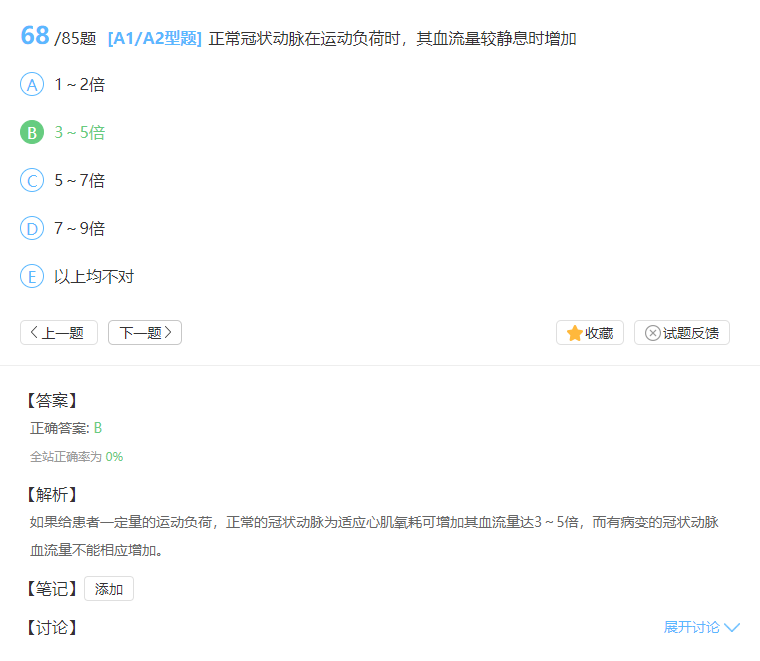 68 /85题 [A1/A2型题] 正常冠状动脉在运动负荷时，其血流量较静息时增加
A 1～2倍
B 3～5倍
C 5～7倍
D 7～9倍
E 以上均不对
上一题 下一题 收藏 试题反馈
【答案】
正确答案: B
全站正确率为 0%
【解析】
如果给患者一定量的运动负荷，正常的冠状动脉为适应心肌氧耗可增加其血流量达3～5倍，而有病变的冠状动脉
血流量不能相应增加。
【笔记】 添加
【讨论】 展开讨论